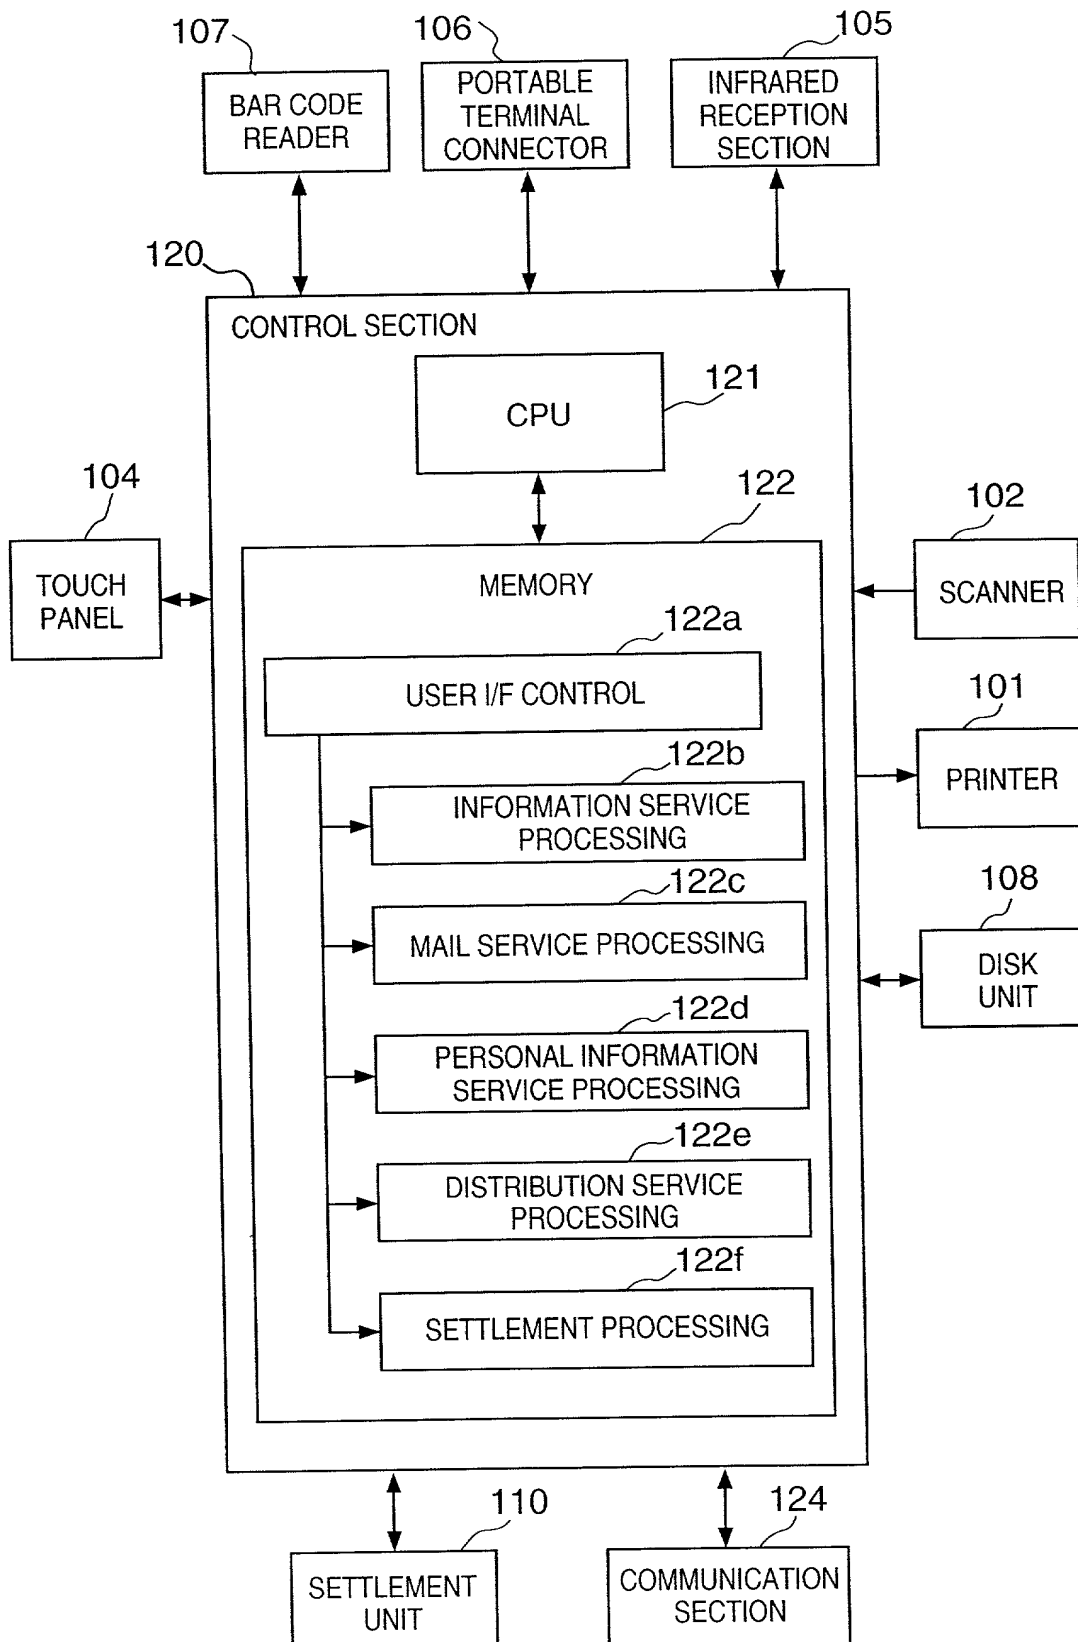 107
106
105
BAR CODE
READER
PORTABLE
TERMINAL
CONNECTOR
INFRARED
RECEPTION
SECTION
120
CONTROL SECTION
CPU
121
104
TOUCH
PANEL
122
MEMORY
102
SCANNER
122a
USER I/F CONTROL
101
PRINTER
122b
INFORMATION SERVICE
PROCESSING
122c
MAIL SERVICE PROCESSING
108
DISK
UNIT
122d
PERSONAL INFORMATION
SERVICE PROCESSING
122e
DISTRIBUTION SERVICE
PROCESSING
122f
SETTLEMENT PROCESSING
110
SETTLEMENT
UNIT
124
COMMUNICATION
SECTION